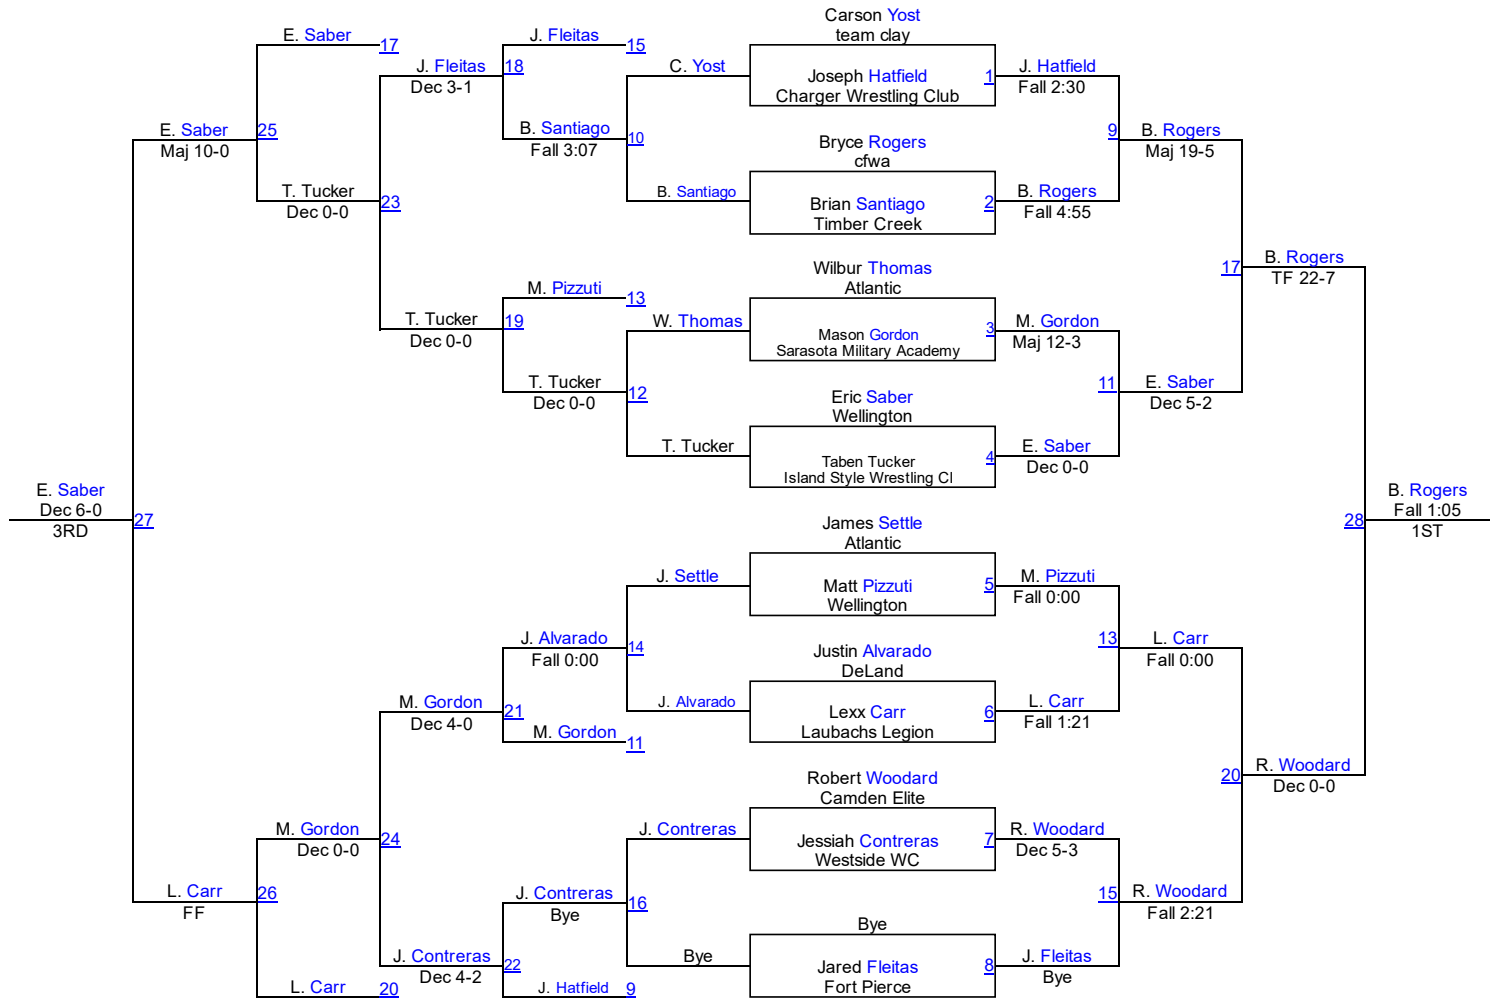 Carson Yost
team clay
E. Saber
17
J. Fleitas
15
J. Fleitas
18
Dec 3-1
C. Yost
Joseph Hatfield
1
Charger Wrestling Club
J. Hatfield
Fall 2:30
E. Saber
25
Maj 10-0
B. Santiago
10
Fall 3:07
Bryce Rogers
cfwa
9
B. Rogers
Maj 19-5
T. Tucker
23
Dec 0-0
B. Santiago
Brian Santiago
2
Timber Creek
B. Rogers
Fall 4:55
Wilbur Thomas
Atlantic
17
B. Rogers
TF 22-7
M. Pizzuti
13
T. Tucker
19
Dec 0-0
W. Thomas
Mason Gordon
3
Sarasota Military Academy
M. Gordon
Maj 12-3
T. Tucker
12
Dec 0-0
Eric Saber
Wellington
11
E. Saber
Dec 5-2
T. Tucker
Taben Tucker
4
Island Style Wrestling Cl
E. Saber
Dec 0-0
E. Saber
Dec 6-0
27
3RD
James Settle
Atlantic
28
B. Rogers
Fall 1:05
1ST
J. Settle
Matt Pizzuti
5
Wellington
M. Pizzuti
Fall 0:00
J. Alvarado
14
Fall 0:00
Justin Alvarado
DeLand
13
L. Carr
Fall 0:00
M. Gordon
21
Dec 4-0
J. Alvarado
Lexx Carr
6
Laubachs Legion
L. Carr
Fall 1:21
M. Gordon
11
Robert Woodard
Camden Elite
20
R. Woodard
Dec 0-0
M. Gordon
24
Dec 0-0
J. Contreras
Jessiah Contreras
7
Westside WC
R. Woodard
Dec 5-3
L. Carr
26
FF
J. Contreras
16
Bye
Bye
15
R. Woodard
Fall 2:21
J. Contreras
22
Dec 4-2
Bye
Jared Fleitas
8
Fort Pierce
J. Fleitas
Bye
L. Carr
20
J. Hatfield
9